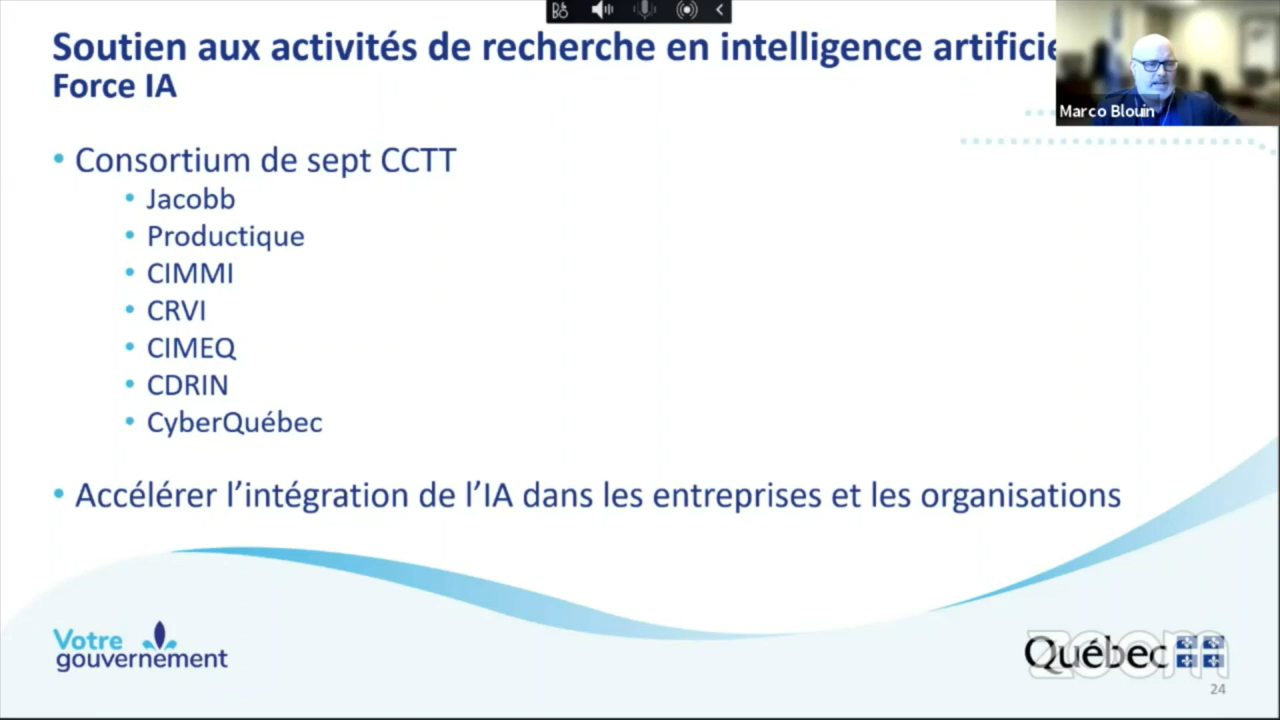 Soutien aux activités de recherche en intelligence artificie
Force IA
Marco Blouin
• Consortium de sept CCTT
• Jacobb
• Productique
• CIMMI
• CRVI
• CIMEQ
• CDRIN
• CyberQuébec
• Accélérer l’intégration de l’IA dans les entreprises et les organisations
Votre
gouvernement
Québec
zoom
24